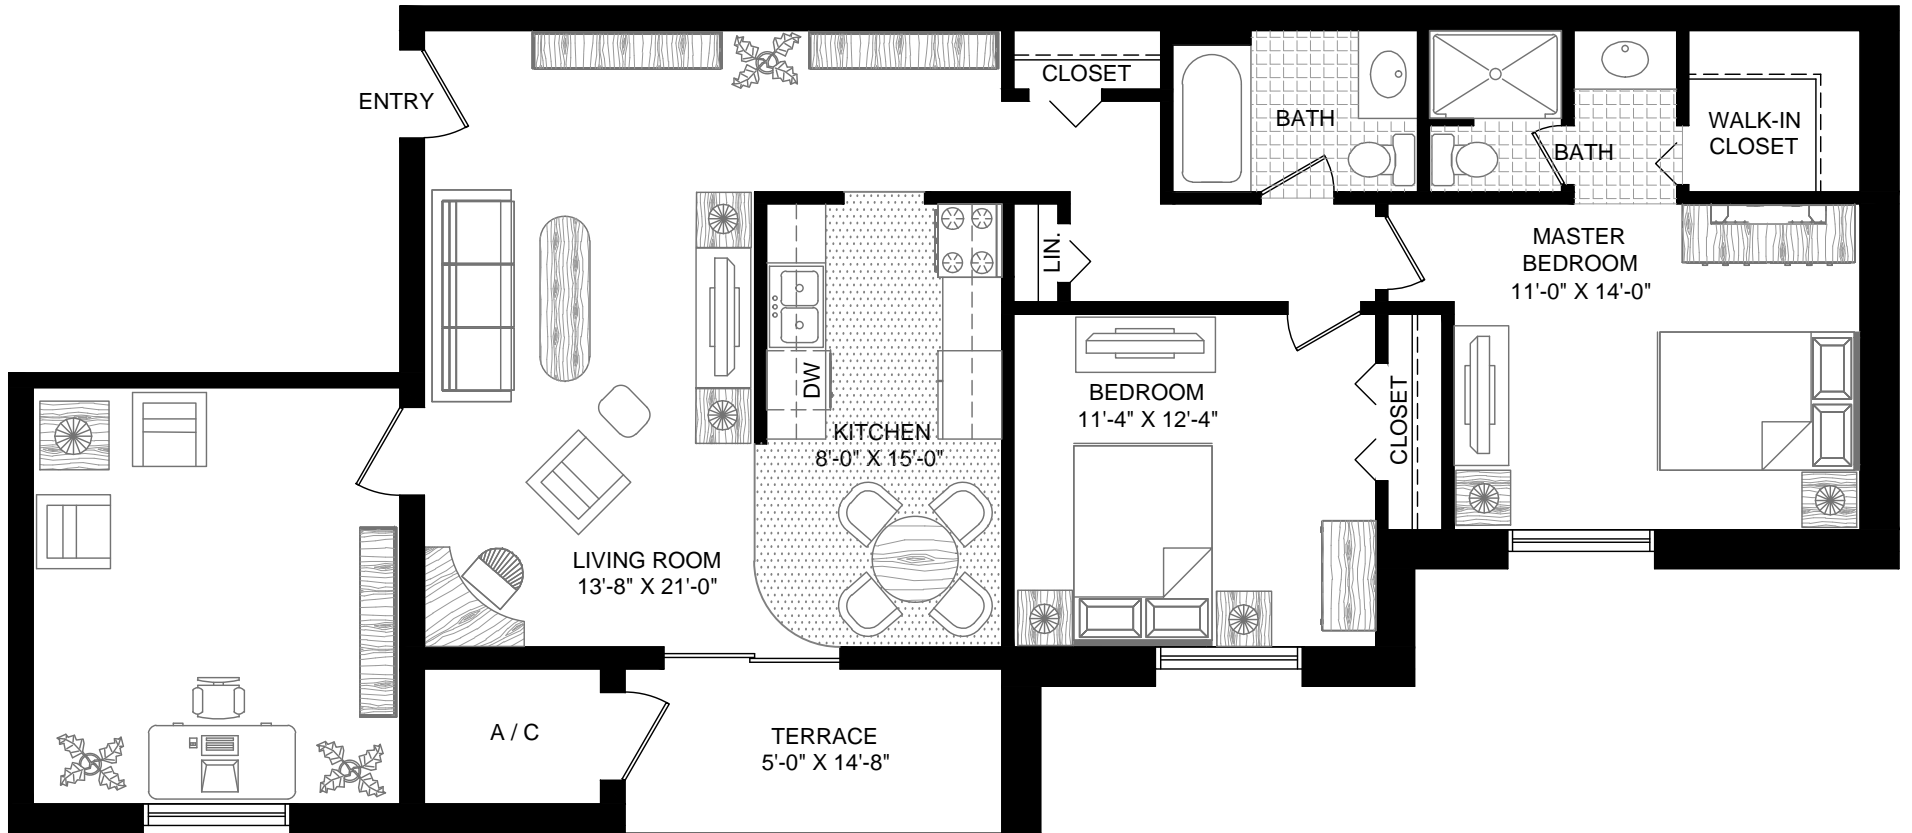 ENTRY
CLOSET
BATH
BATH
WALK-IN
CLOSET
LIN.
MASTER
BEDROOM
11'-0" X 14'-0"
DW
BEDROOM
11'-4" X 12'-4"
CLOSET
KITCHEN
8'-0" X 15'-0"
LIVING ROOM
13'-8" X 21'-0"
A / C
TERRACE
5'-0" X 14'-8"